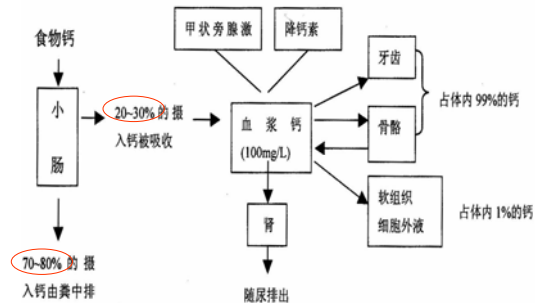 食物钙
小
肠
20~30%的摄
入钙被吸收
70~80%的摄
入钙由粪中排
甲状旁腺激
降钙素
血浆钙
(100mg/L)
肾
随尿排出
牙齿
骨骼
占体内99%的钙
软组织
细胞外液
占体内1%的钙